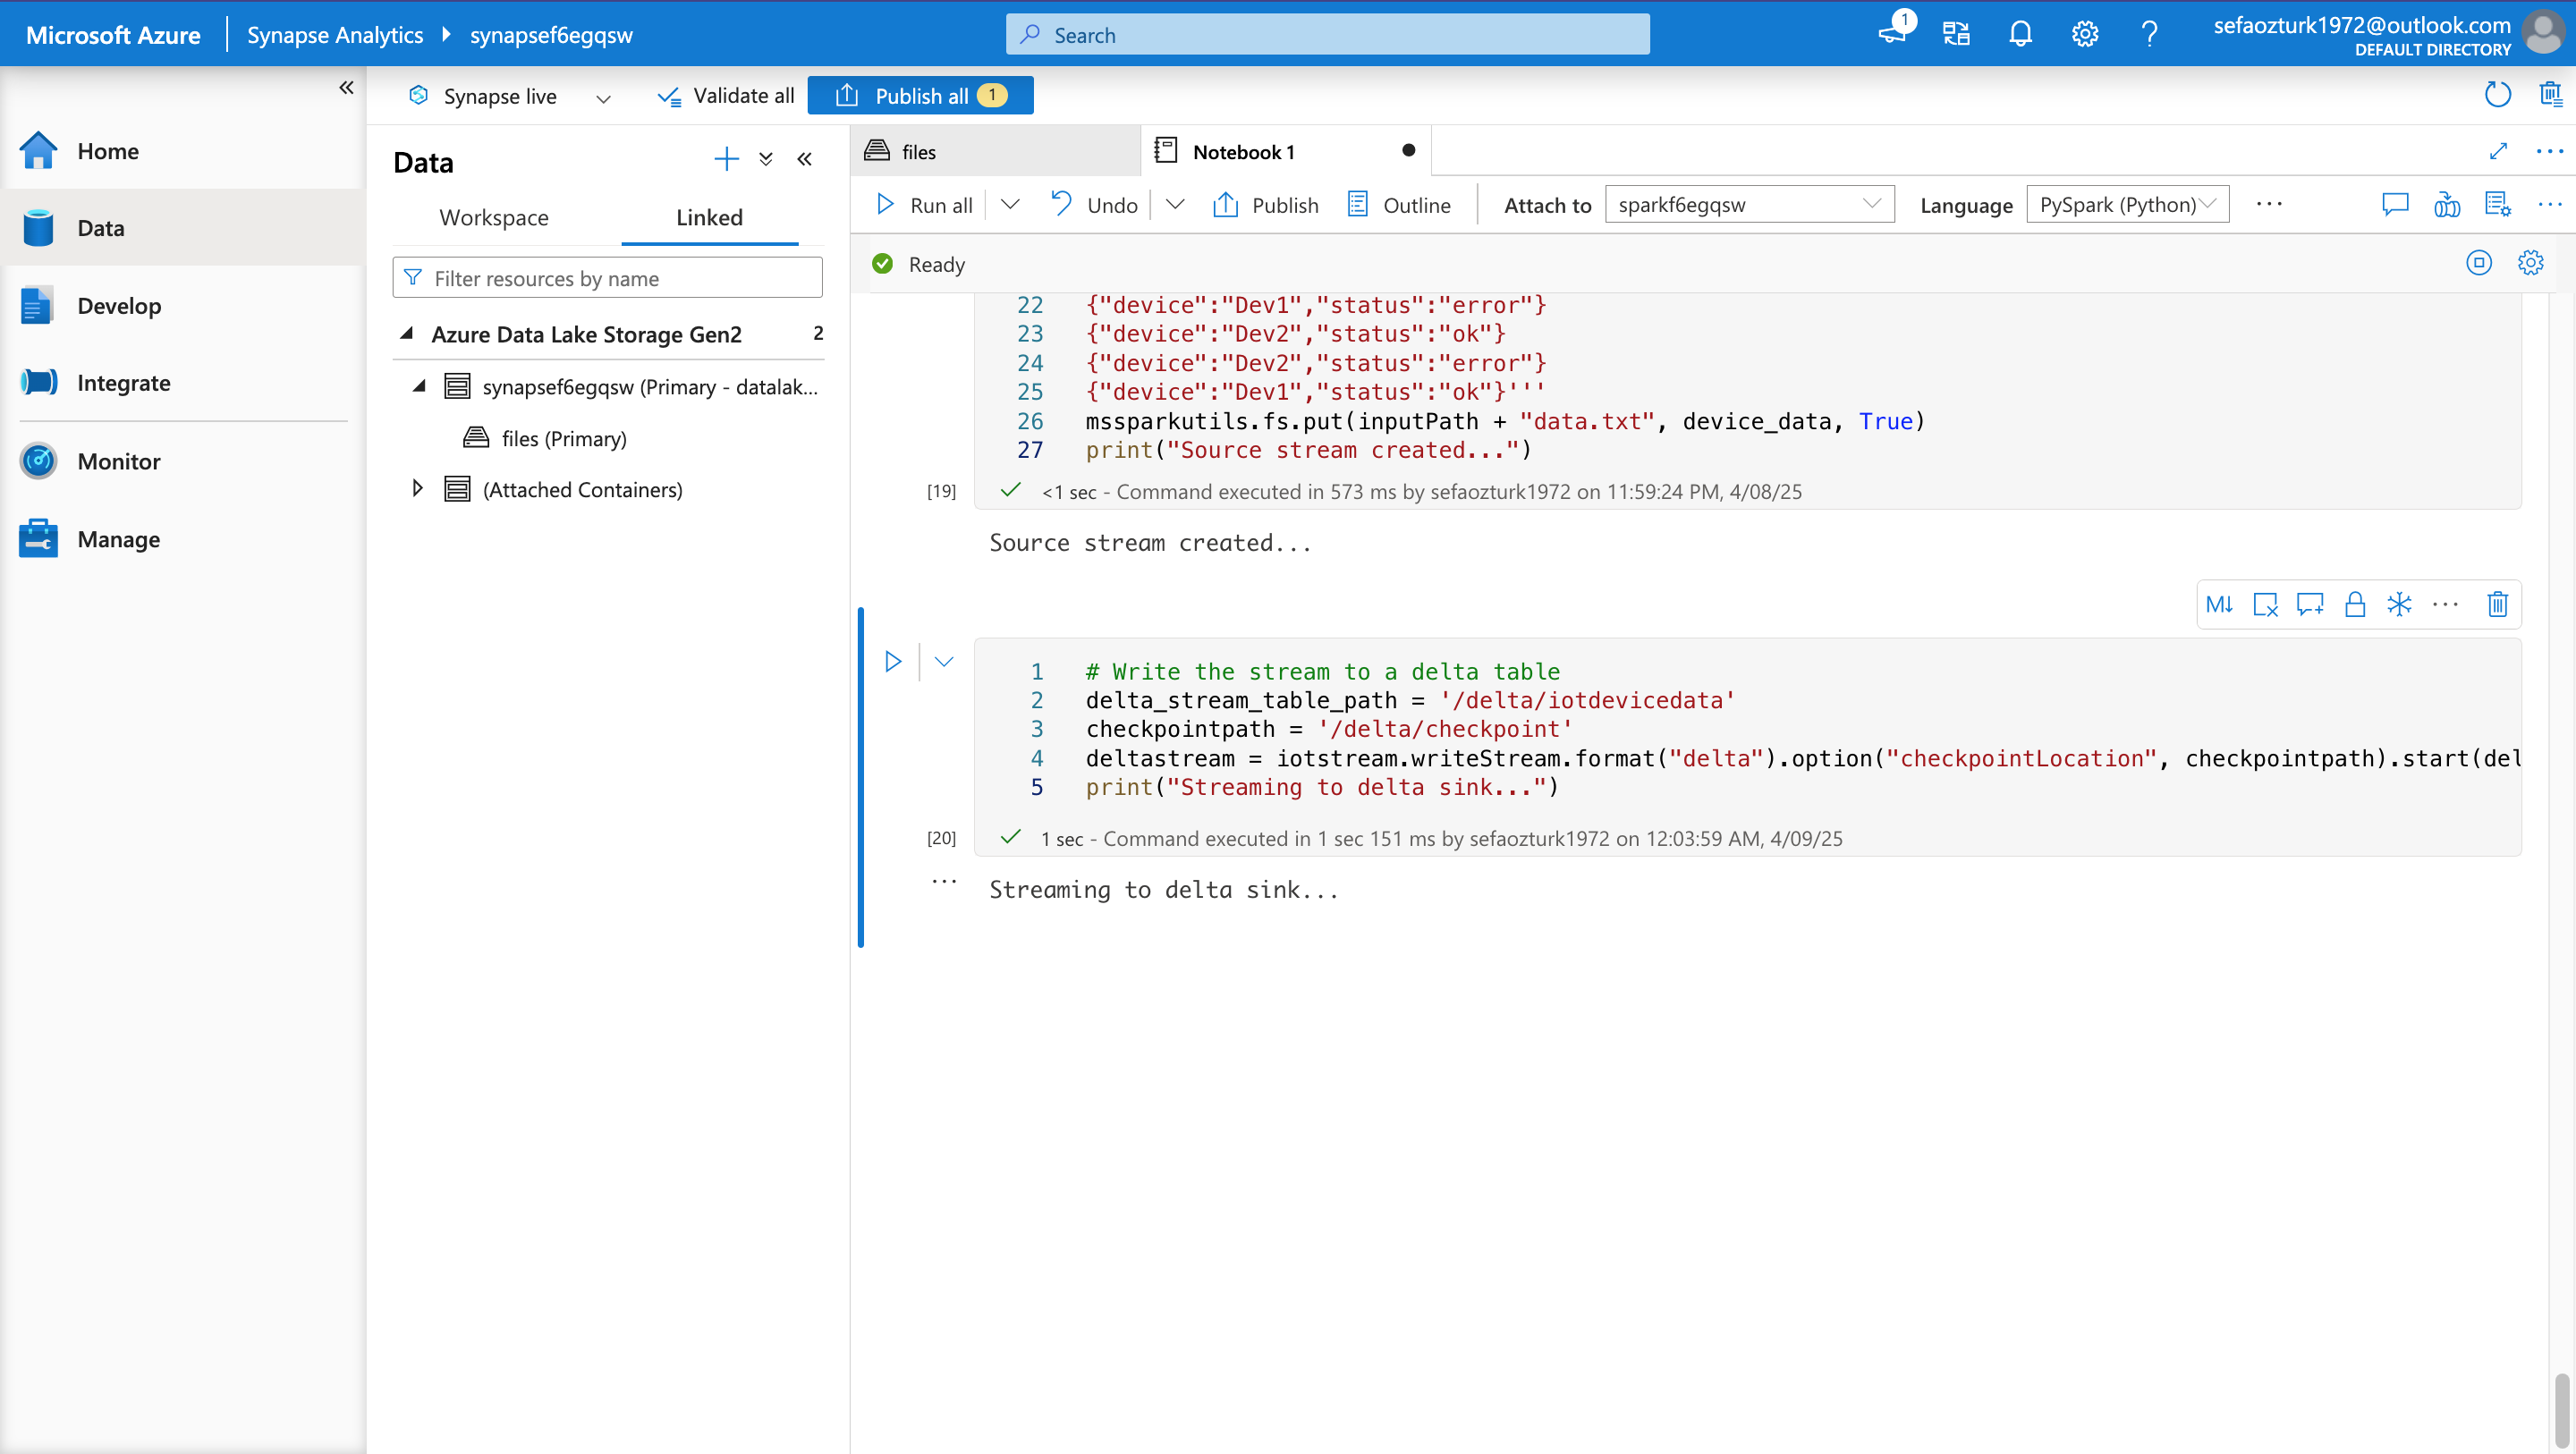 Microsoft Azure
Synapse Analytics
synapsef6egqsw
Search
1
sefaozturk1972@outlook.com
DEFAULT DIRECTORY
Synapse live
Validate all
Publish all 1
Home
Data
Develop
Integrate
Monitor
Manage
Data
Workspace
Linked
Filter resources by name
Azure Data Lake Storage Gen2 2
synapsef6egqsw (Primary - datalak...
files (Primary)
(Attached Containers)
files
Notebook 1
Run all
Undo
Publish
Outline
Attach to
sparkf6egqsw
Language
PySpark (Python)
Ready
22 {"device":"Dev1","status":"error"}
23 {"device":"Dev2","status":"ok"}
24 {"device":"Dev2","status":"error"}
25 {"device":"Dev1","status":"ok"}'''
26 mssparkutils.fs.put(inputPath + "data.txt", device_data, True)
27 print("Source stream created...")
[19] <1 sec - Command executed in 573 ms by sefaozturk1972 on 11:59:24 PM, 4/08/25
Source stream created...
M↓
1 # Write the stream to a delta table
2 delta_stream_table_path = '/delta/iotdevicedata'
3 checkpointpath = '/delta/checkpoint'
4 deltastream = iotstream.writeStream.format("delta").option("checkpointLocation", checkpointpath).start(del
5 print("Streaming to delta sink...")
[20] 1 sec - Command executed in 1 sec 151 ms by sefaozturk1972 on 12:03:59 AM, 4/09/25
Streaming to delta sink...